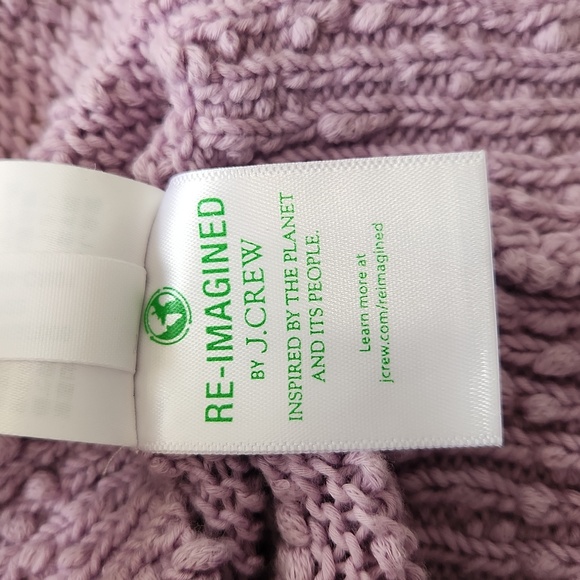 RE-IMAGINED
BY J.CREW
INSPIRED BY THE PLANET
AND ITS PEOPLE.
Learn more at
jcrew.com/reimagined